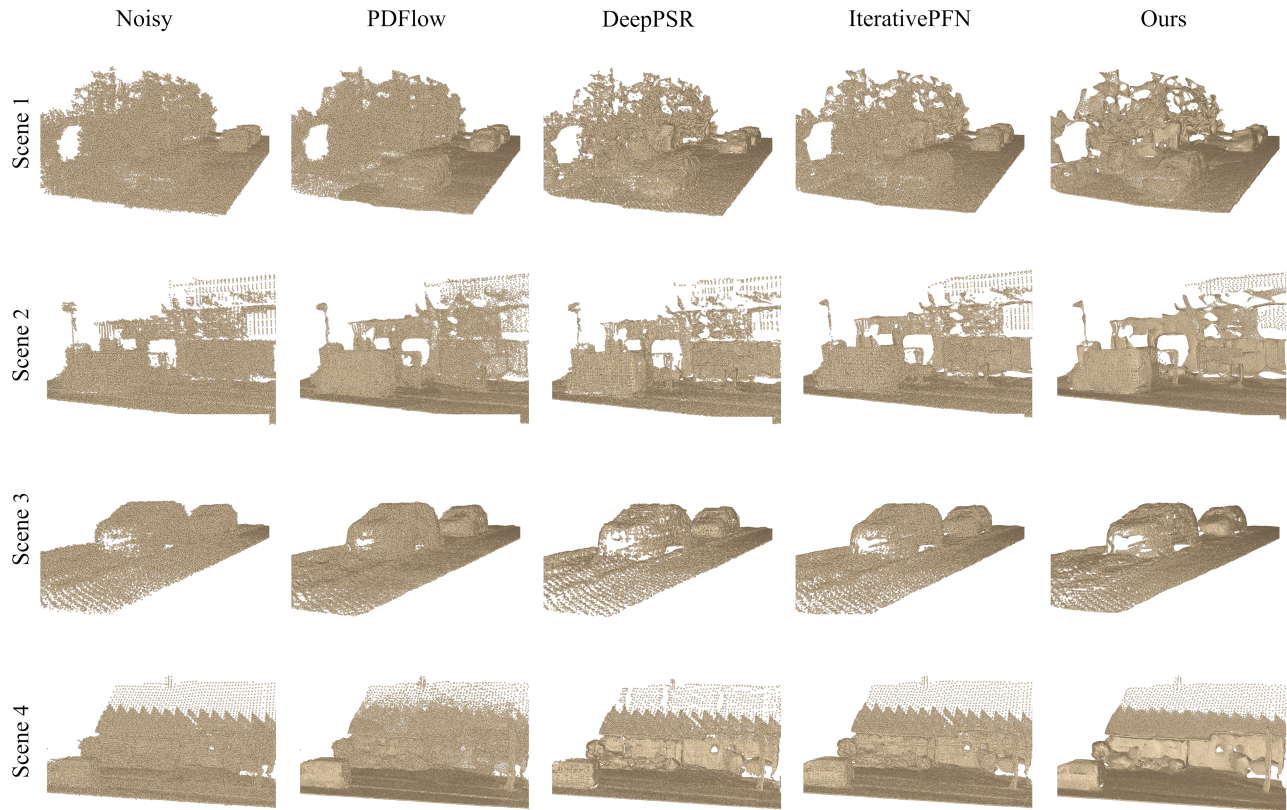 Noisy PDFlow DeepPSR IterativePFN Ours
Scene 1
Scene 2
Scene 3
Scene 4